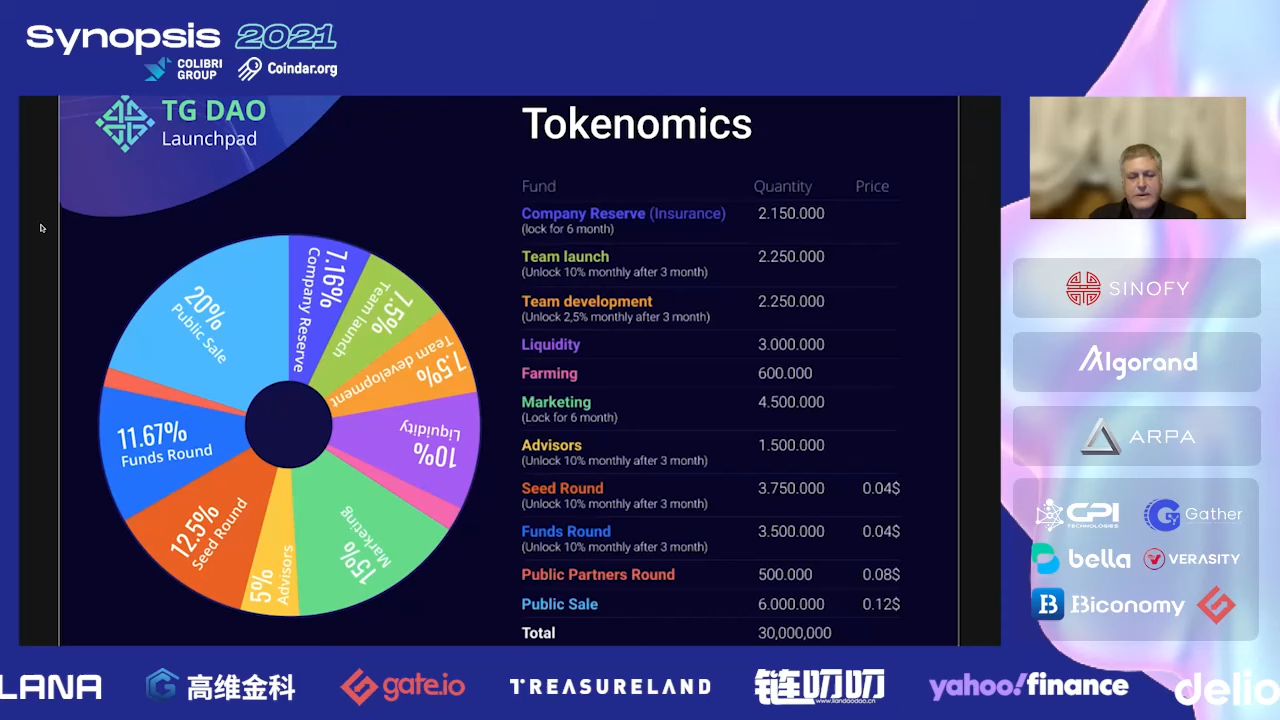 Synopsis 2021
COLIBRI
GROUP
Coindar.org
TG DAO
Launchpad
Tokenomics
Fund Quantity Price
Company Reserve (Insurance) 2.150.000
(lock for 6 month)
Team launch 2.250.000
(Unlock 10% monthly after 3 month)
Team development 2.250.000
(Unlock 2,5% monthly after 3 month)
Liquidity 3.000.000
Farming 600.000
Marketing 4.500.000
(Lock for 6 month)
Advisors 1.500.000
(Unlock 10% monthly after 3 month)
Seed Round 3.750.000 0.04$
(Unlock 10% monthly after 3 month)
Funds Round 3.500.000 0.04$
(Unlock 10% monthly after 3 month)
Public Partners Round 500.000 0.08$
Public Sale 6.000.000 0.12$
Total 30,000,000
7.16%
Company Reserve
7.5%
Team launch
7.5%
Team development
10%
Liquidity
15%
Marketing
5%
Advisors
12.5%
Seed Round
11.67%
Funds Round
20%
Public Sale
SINOFY
Algorand
ARPA
CPI
TECHNOLOGIES
Gather
bella
VERASITY
Biconomy
LANA
高维金科
gate.io
TREASURELAND
链叨叨
www.liandaodao.cn
yahoo!finance
delio